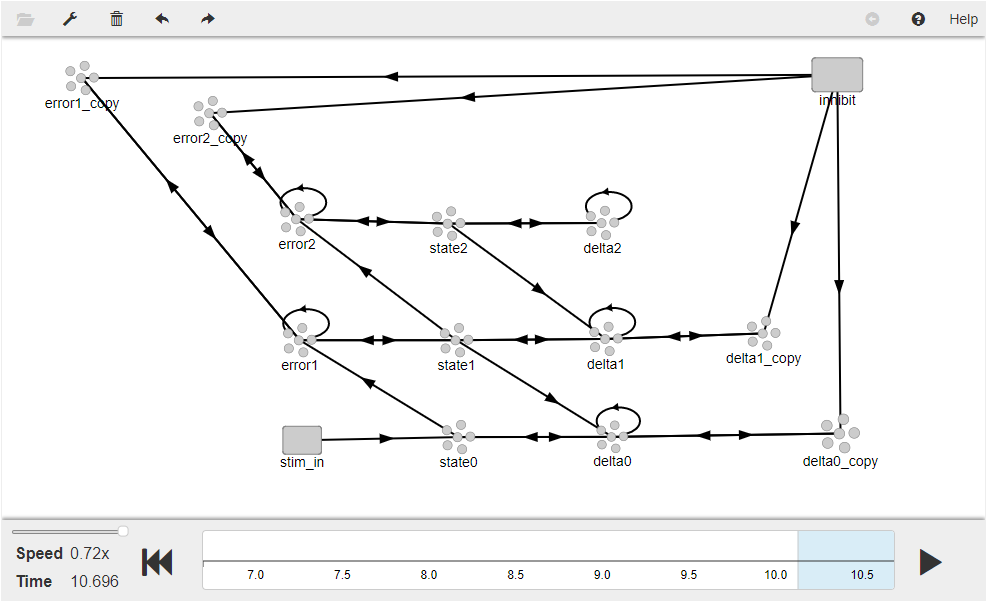 Help
error1_copy
inhibit
error2_copy
error2
state2
delta2
error1
state1
delta1
delta1_copy
stim_in
state0
delta0
delta0_copy
Speed 0.72x
Time 10.696
7.0 7.5 8.0 8.5 9.0 9.5 10.0 10.5